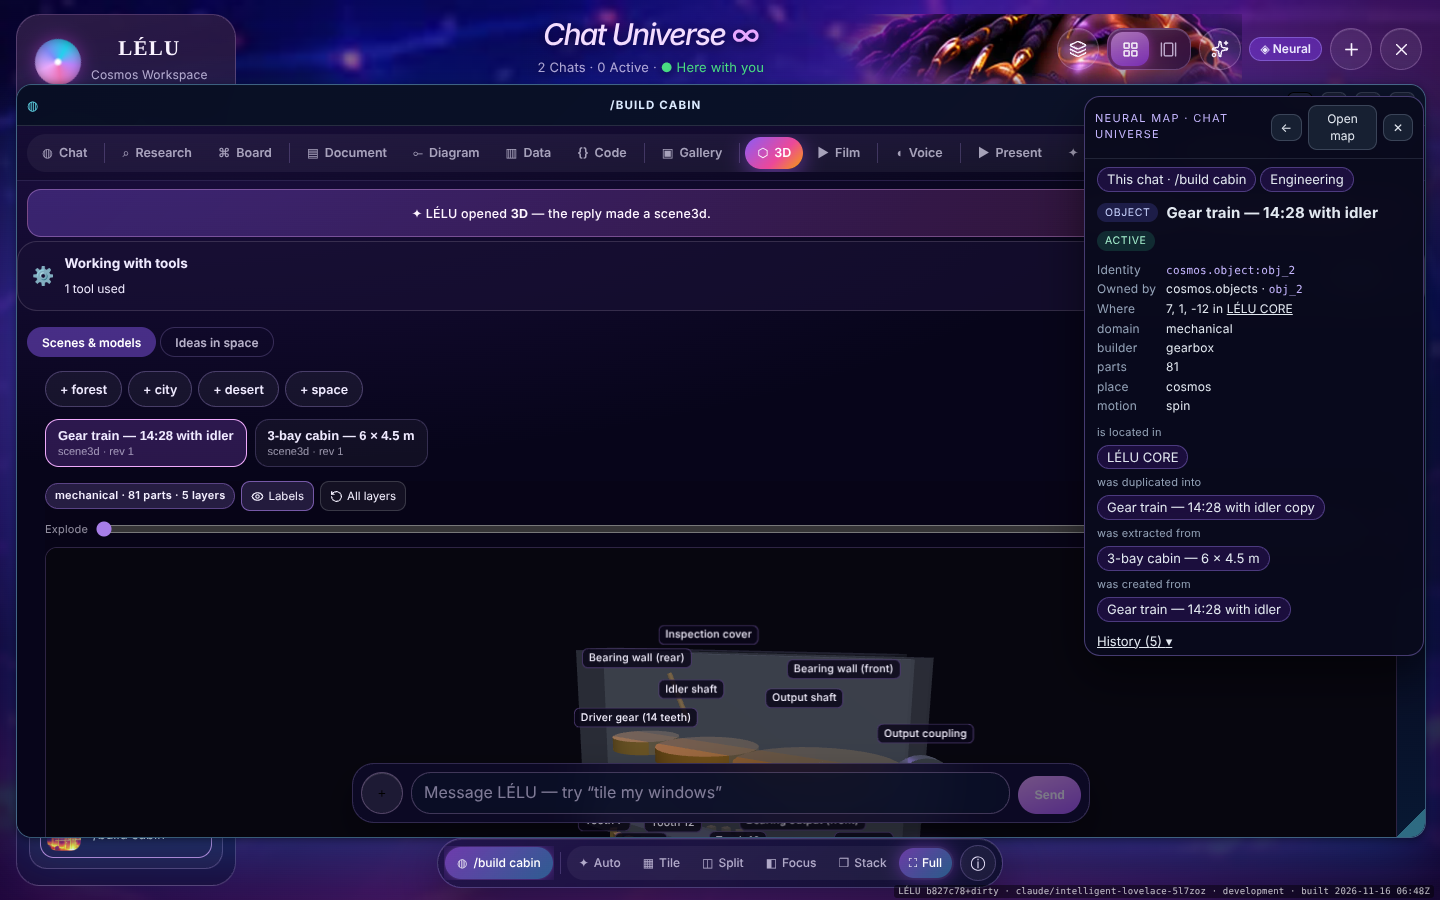 LÉLU
Cosmos Workspace
Chat Universe ∞
2 Chats · 0 Active · ● Here with you
◈ Neural
/BUILD CABIN
Chat
Research
Board
Document
Diagram
Data
{} Code
Gallery
3D
Film
Voice
Present
✦ LÉLU opened 3D — the reply made a scene3d.
Working with tools
1 tool used
Scenes & models
Ideas in space
+ forest
+ city
+ desert
+ space
Gear train — 14:28 with idler
scene3d · rev 1
3-bay cabin — 6 × 4.5 m
scene3d · rev 1
mechanical · 81 parts · 5 layers
Labels
All layers
Explode
Inspection cover
Bearing wall (rear)
Bearing wall (front)
Idler shaft
Output shaft
Driver gear (14 teeth)
Output coupling
NEURAL MAP · CHAT
UNIVERSE
←
Open
map
✕
This chat · /build cabin
Engineering
OBJECT Gear train — 14:28 with idler
ACTIVE
Identity cosmos.object:obj_2
Owned by cosmos.objects · obj_2
Where 7, 1, -12 in LÉLU CORE
domain mechanical
builder gearbox
parts 81
place cosmos
motion spin
is located in
LÉLU CORE
was duplicated into
Gear train — 14:28 with idler copy
was extracted from
3-bay cabin — 6 × 4.5 m
was created from
Gear train — 14:28 with idler
History (5) ▾
+
Message LÉLU — try “tile my windows”
Send
/build cabin
/build cabin
Auto
Tile
Split
Focus
Stack
Full
LÉLU b827c78+dirty · claude/intelligent-lovelace-5l7zoz · development · built 2026-11-16 06:48Z